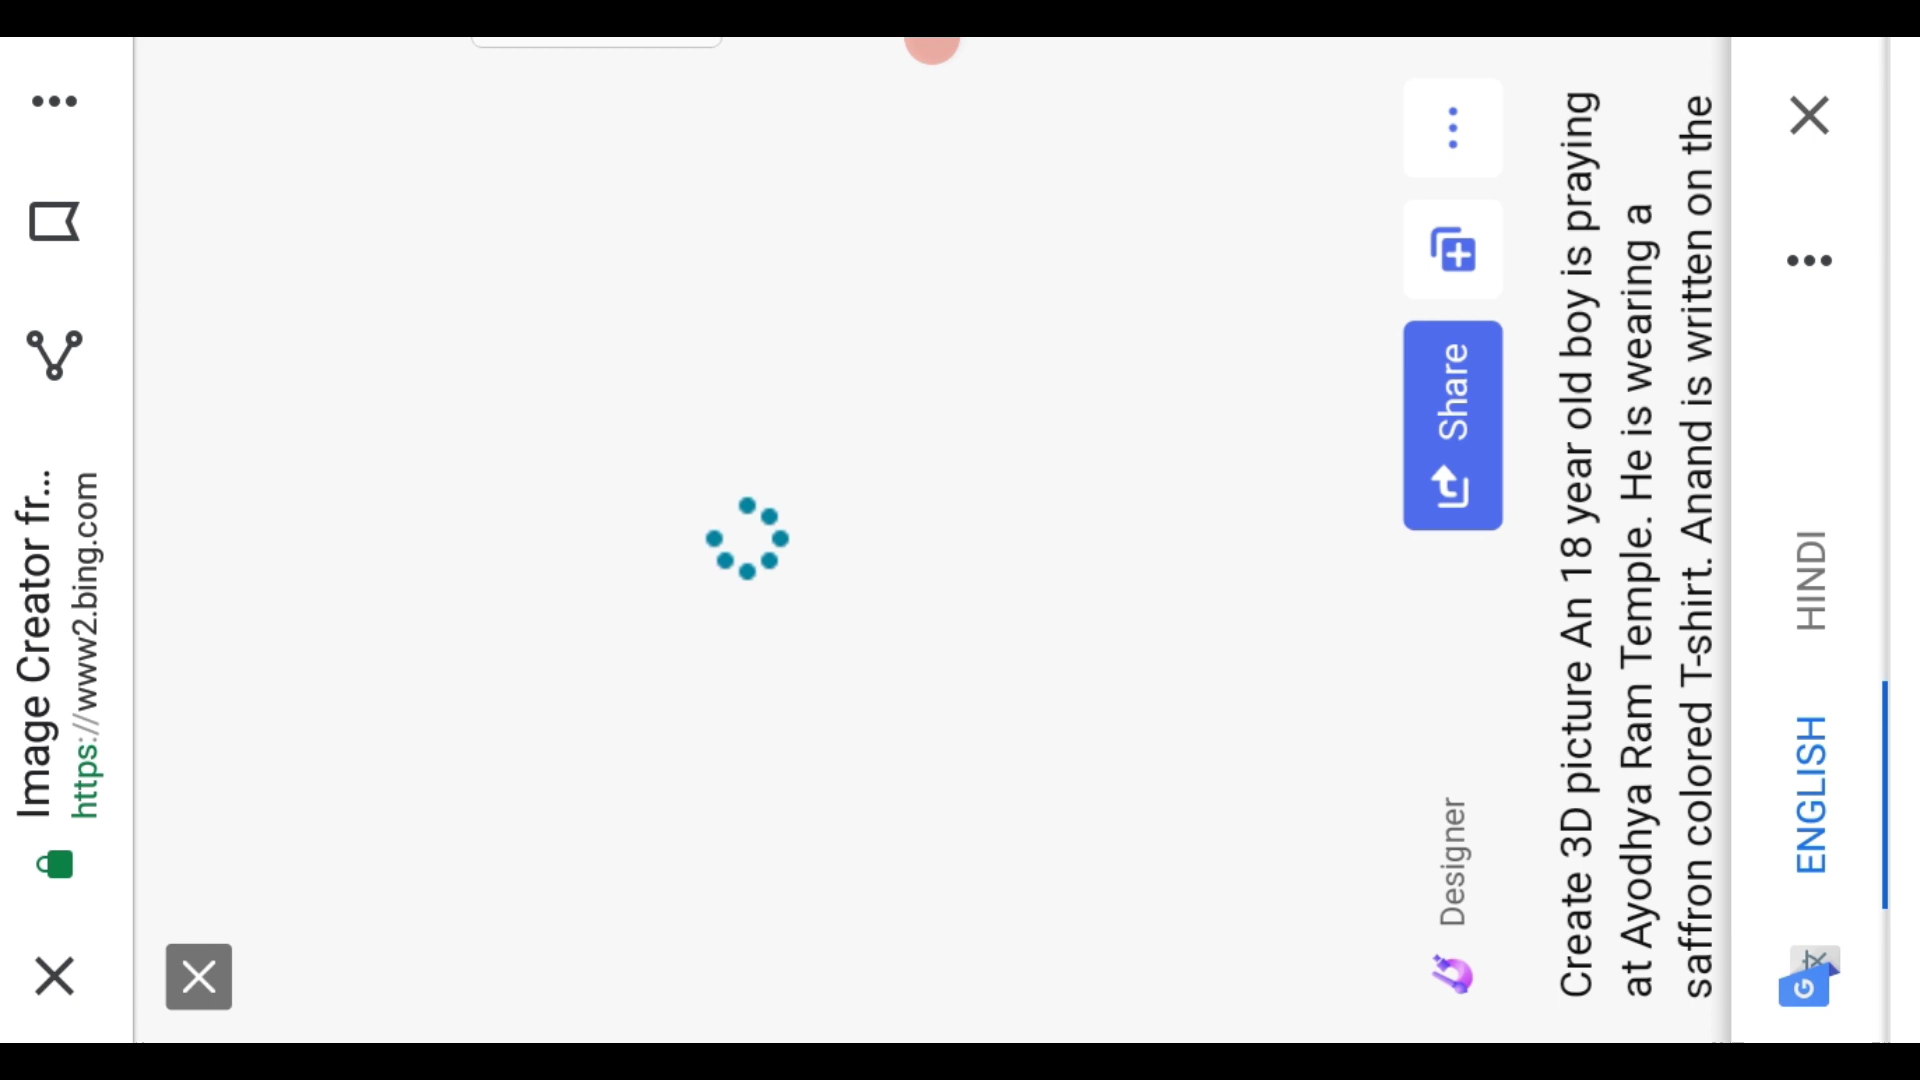 Image Creator fr...
https://www2.bing.com
Designer
Share
Create 3D picture An 18 year old boy is praying
at Ayodhya Ram Temple. He is wearing a
saffron colored T-shirt. Anand is written on the
ENGLISH
HINDI